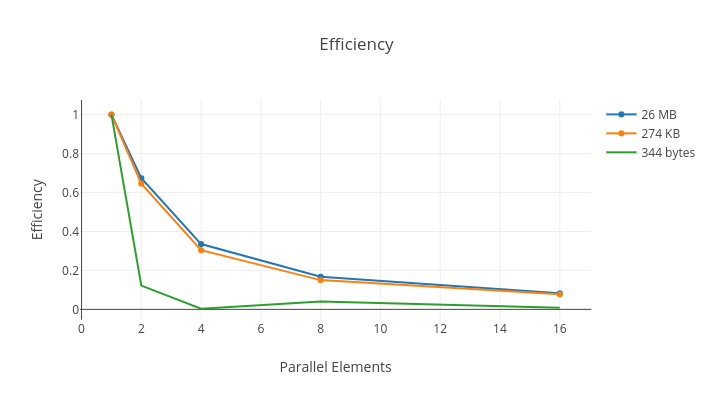 Efficiency
26 MB
274 KB
344 bytes
Efficiency
1
0.8
0.6
0.4
0.2
0
0 2 4 6 8 10 12 14 16
Parallel Elements